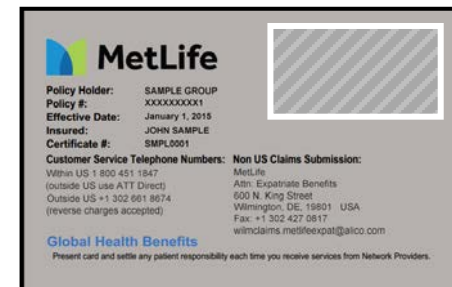 MetLife
Policy Holder: SAMPLE GROUP
Policy #: XXXXXXXXX1
Effective Date: January 1, 2015
Insured: JOHN SAMPLE
Certificate #: SMPL0001
Customer Service Telephone Numbers:
Within US 1 800 451 1847
(outside US use ATT Direct)
Outside US +1 302 661 8674
(reverse charges accepted)
Non US Claims Submission:
MetLife
Attn: Expatriate Benefits
600 N. King Street
Wilmington, DE, 19801 USA
Fax: +1 302 427 0817
wilmclaims.metlifeexpat@alico.com
Global Health Benefits
Present card and settle any patient responsibility each time you receive services from Network Providers.